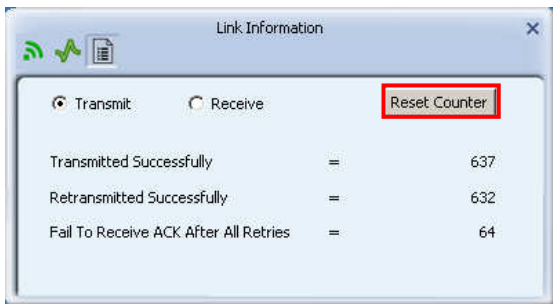 Link Information
Transmit Receive Reset Counter
Transmitted Successfully = 637
Retransmitted Successfully = 632
Fail To Receive ACK After All Retries = 64